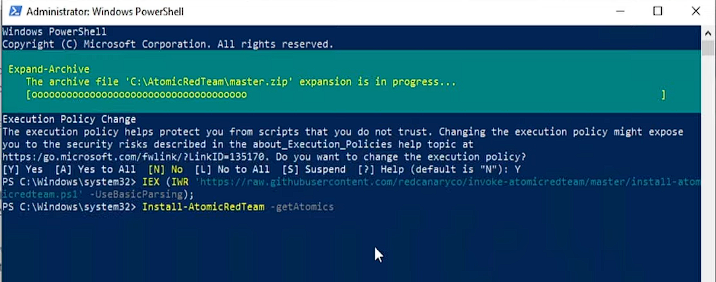 Administrator: Windows PowerShell
Windows PowerShell
Copyright (C) Microsoft Corporation. All rights reserved.
Expand-Archive
The archive file 'C:\AtomicRedTeam\master.zip' expansion is in progress...
[ooooooooooooooooooooooooooooooooooooo ]
Execution Policy Change
The execution policy helps protect you from scripts that you do not trust. Changing the execution policy might expose
you to the security risks described in the about_Execution_Policies help topic at
https:/go.microsoft.com/fwlink/?LinkID=135170. Do you want to change the execution policy?
[Y] Yes [A] Yes to All [N] No [L] No to All [S] Suspend [?] Help (default is "N"): Y
PS C:\Windows\system32> IEX (IWR 'https://raw.githubusercontent.com/redcanaryco/invoke-atomicredteam/master/install-ato
micredteam.ps1' -UseBasicParsing);
PS C:\Windows\system32> Install-AtomicRedTeam -getAtomics